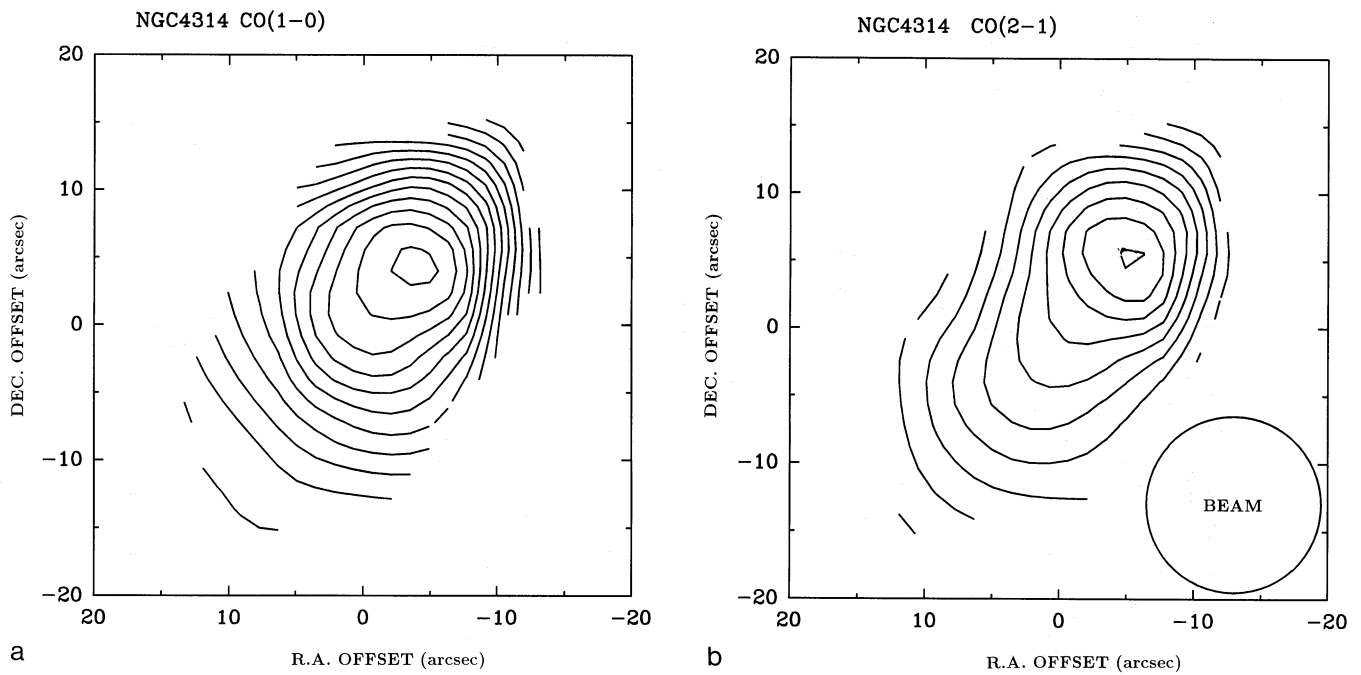 NGC4314 CO(1−0)
20
10
0
−10
−20
DEC. OFFSET (arcsec)
20
10
0
−10
−20
R.A. OFFSET (arcsec)
a
NGC4314 CO(2−1)
20
10
0
−10
−20
DEC. OFFSET (arcsec)
BEAM
20
10
0
−10
−20
R.A. OFFSET (arcsec)
b